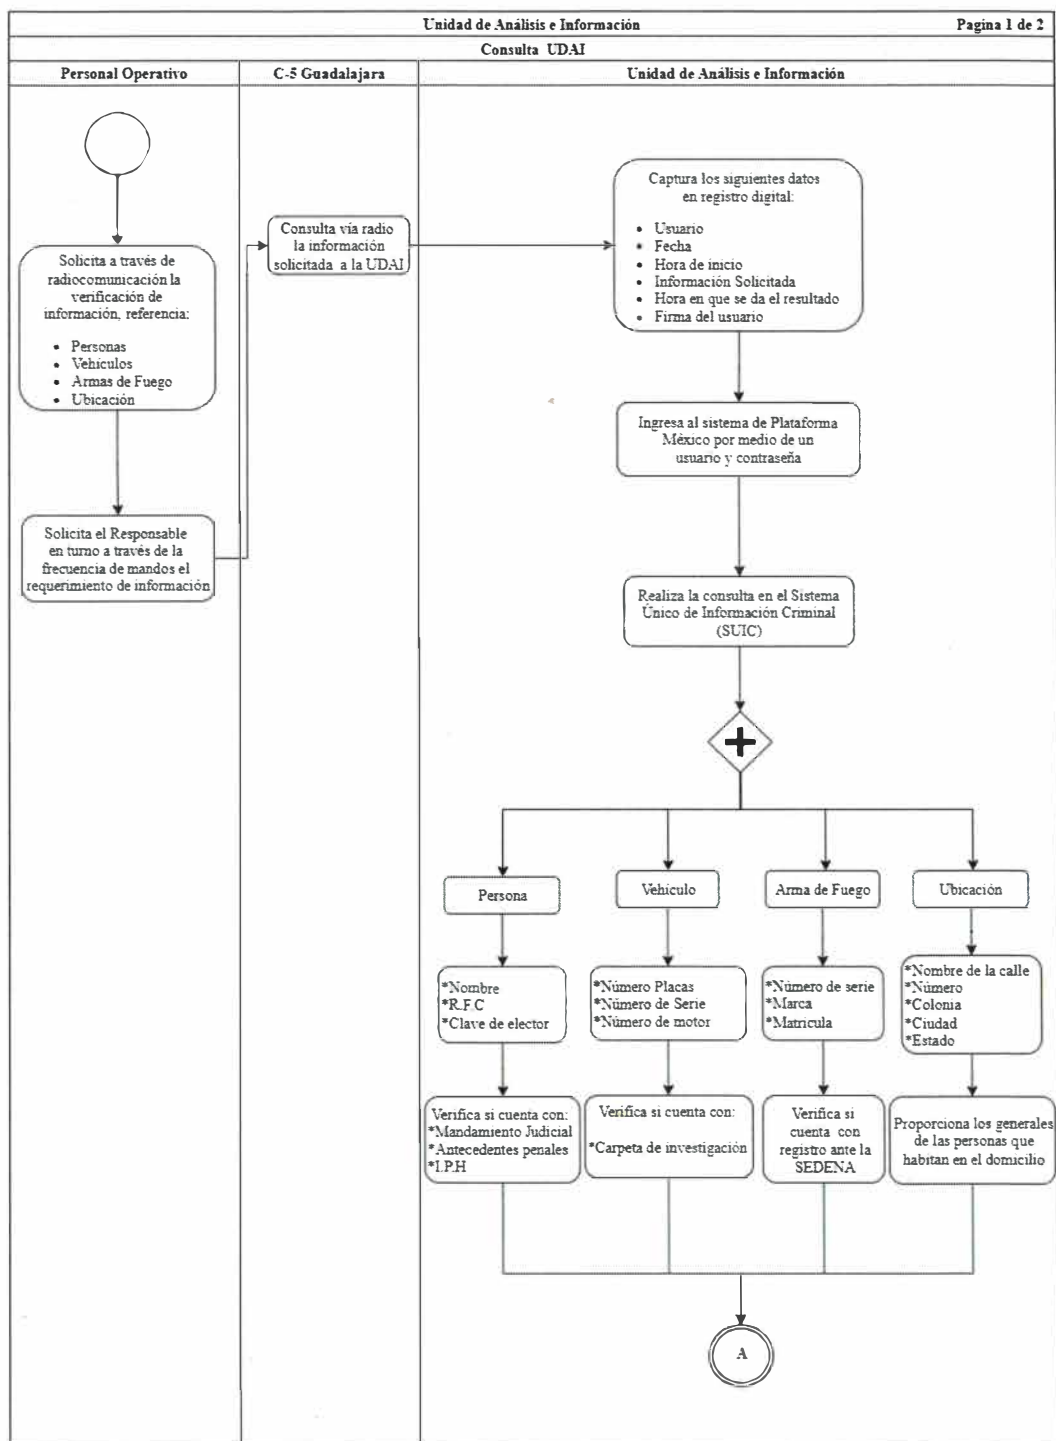 Unidad de Análisis e Información
Pagina 1 de 2
Consulta UDAI
Personal Operativo
C-5 Guadalajara
Unidad de Análisis e Información
Solicita a través de
radiocomunicación la
verificación de
información, referencia:
• Personas
• Vehículos
• Armas de Fuego
• Ubicación
Solicita el Responsable
en turno a través de la
frecuencia de mandos el
requerimiento de información
Consulta vía radio
la información
solicitada a la UDAI
Captura los siguientes datos
en registro digital:
• Usuario
• Fecha
• Hora de inicio
• Información Solicitada
• Hora en que se da el resultado
• Firma del usuario
Ingresa al sistema de Plataforma
México por medio de un
usuario y contraseña
Realiza la consulta en el Sistema
Único de Información Criminal
(SUIC)
Persona
*Nombre
*R.F.C
*Clave de elector
Verifica si cuenta con:
*Mandamiento Judicial
*Antecedentes penales
*I.P.H
Vehículo
*Número Placas
*Número de Serie
*Número de motor
Verifica si cuenta con:
*Carpeta de investigación
Arma de Fuego
*Número de serie
*Marca
*Matricula
Verifica si
cuenta con
registro ante la
SEDENA
Ubicación
*Nombre de la calle
*Número
*Colonia
*Ciudad
*Estado
Proporciona los generales
de las personas que
habitan en el domicilio
A